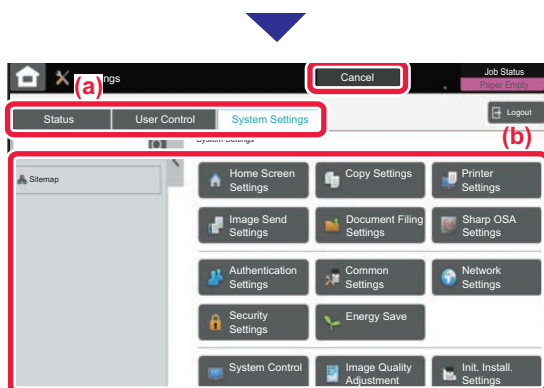 Settings
Cancel
Job Status
Paper Empty
(a)
Status
User Control
System Settings
Logout
(b)
System Settings
Sitemap
Home Screen
Settings
Copy Settings
Printer
Settings
Image Send
Settings
Document Filing
Settings
Sharp OSA
Settings
Authentication
Settings
Common
Settings
Network
Settings
Security
Settings
Energy Save
System Control
Image Quality
Adjustment
Init. Install.
Settings